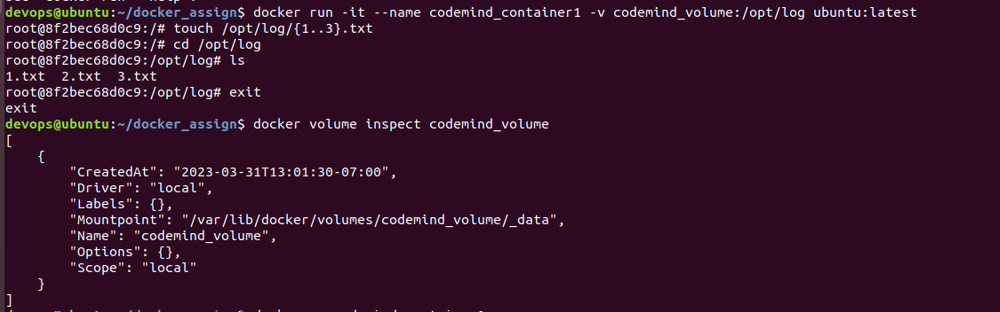 devops@ubuntu:~/docker_assign$ docker run -it --name codemind_container1 -v codemind_volume:/opt/log ubuntu:latest
root@8f2bec68d0c9:/# touch /opt/log/{1..3}.txt
root@8f2bec68d0c9:/# cd /opt/log
root@8f2bec68d0c9:/opt/log# ls
1.txt  2.txt  3.txt
root@8f2bec68d0c9:/opt/log# exit
exit
devops@ubuntu:~/docker_assign$ docker volume inspect codemind_volume
[
    {
        "CreatedAt": "2023-03-31T13:01:30-07:00",
        "Driver": "local",
        "Labels": {},
        "Mountpoint": "/var/lib/docker/volumes/codemind_volume/_data",
        "Name": "codemind_volume",
        "Options": {},
        "Scope": "local"
    }
]